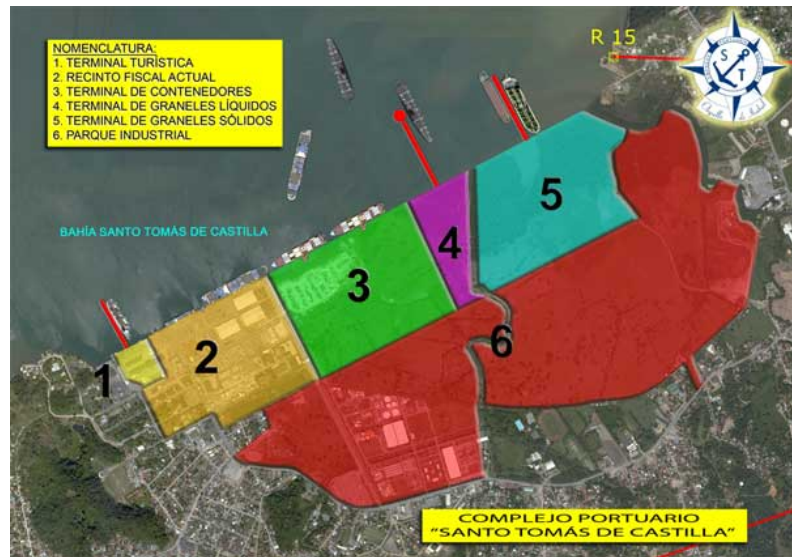 NOMENCLATURA:
1. TERMINAL TURÍSTICA
2. RECINTO FISCAL ACTUAL
3. TERMINAL DE CONTENEDORES
4. TERMINAL DE GRANELES LÍQUIDOS
5. TERMINAL DE GRANELES SÓLIDOS
6. PARQUE INDUSTRIAL
R 15
S P T
BAHÍA SANTO TOMÁS DE CASTILLA
1
2
3
4
5
6
COMPLEJO PORTUARIO
"SANTO TOMÁS DE CASTILLA"